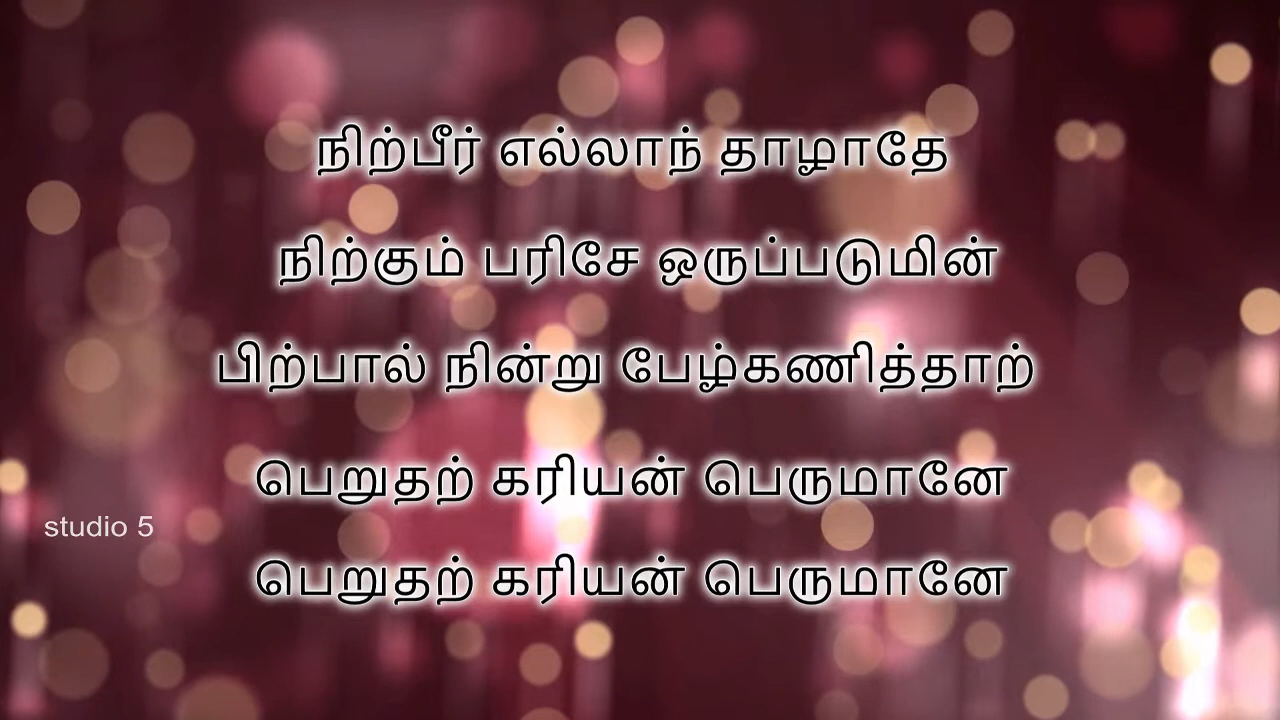 நிற்பீர் எல்லாந் தாழாதே
நிற்கும் பரிசே ஒருப்படுமின்
பிற்பால் நின்று பேழ்கணித்தாற்
பெறுதற் கரியன் பெருமானே
studio 5
பெறுதற் கரியன் பெருமானே